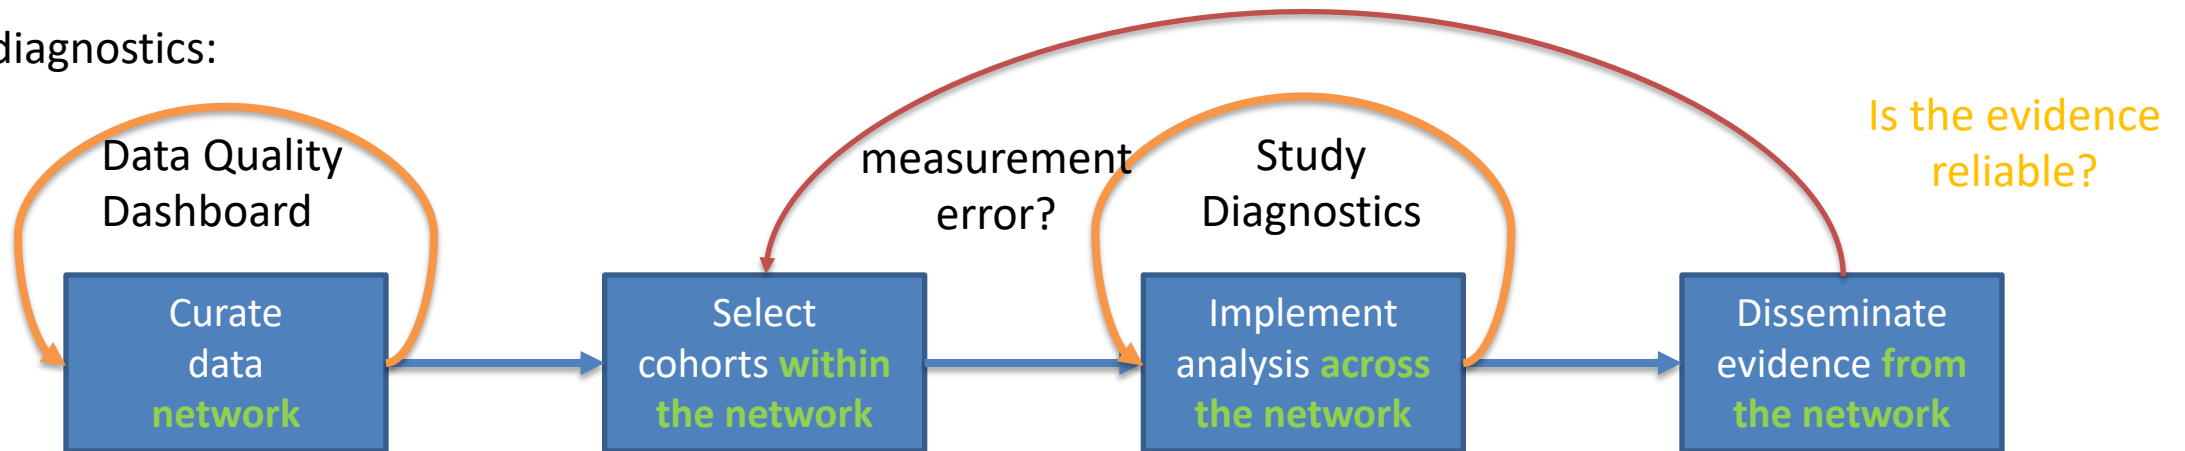 diagnostics:
Data Quality
Dashboard
measurement
error?
Study
Diagnostics
Is the evidence
reliable?
Curate
data
network
Select
cohorts within
the network
Implement
analysis across
the network
Disseminate
evidence from
the network